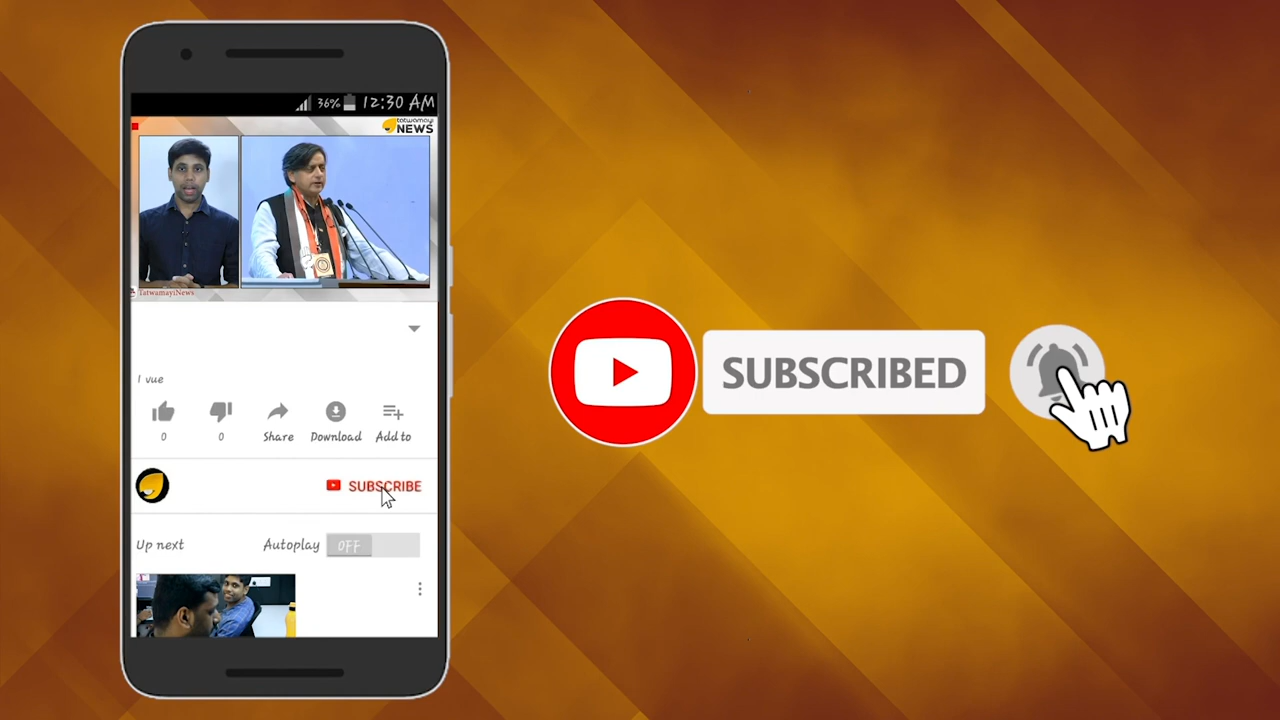 36% 12:30 AM
tatwamayi
NEWS
TatwamayiNews
1 vue
0
0
Share
Download
Add to
SUBSCRIBE
Up next
Autoplay
OFF
SUBSCRIBED